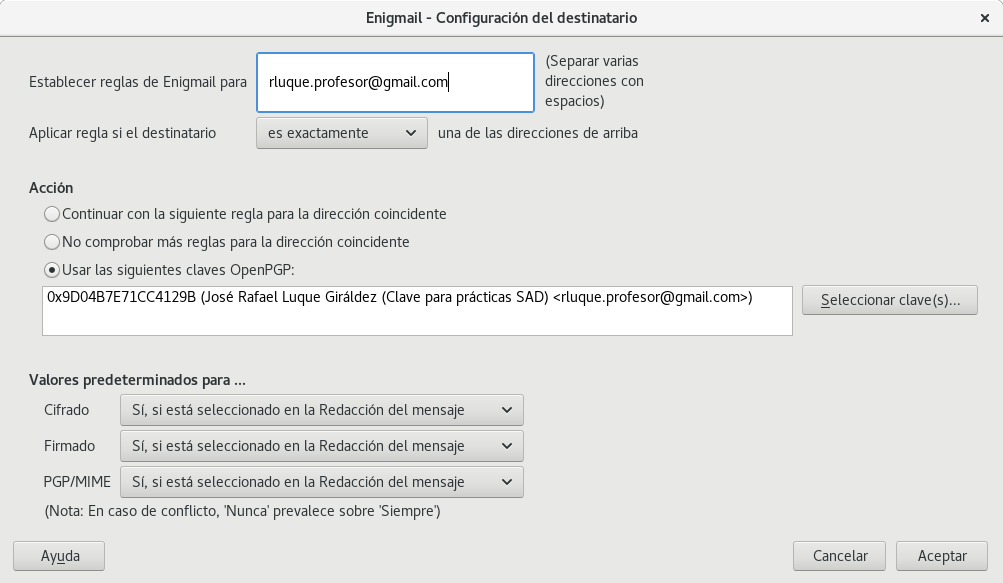 Enigmail - Configuración del destinatario
Establecer reglas de Enigmail para
rluque.profesor@gmail.com
(Separar varias
direcciones con
espacios)
Aplicar regla si el destinatario
es exactamente
una de las direcciones de arriba
Acción
Continuar con la siguiente regla para la dirección coincidente
No comprobar más reglas para la dirección coincidente
Usar las siguientes claves OpenPGP:
0x9D04B7E71CC4129B (José Rafael Luque Giráldez (Clave para prácticas SAD) <rluque.profesor@gmail.com>)
Seleccionar clave(s)...
Valores predeterminados para ...
Cifrado
Sí, si está seleccionado en la Redacción del mensaje
Firmado
Sí, si está seleccionado en la Redacción del mensaje
PGP/MIME
Sí, si está seleccionado en la Redacción del mensaje
(Nota: En caso de conflicto, 'Nunca' prevalece sobre 'Siempre')
Ayuda
Cancelar
Aceptar